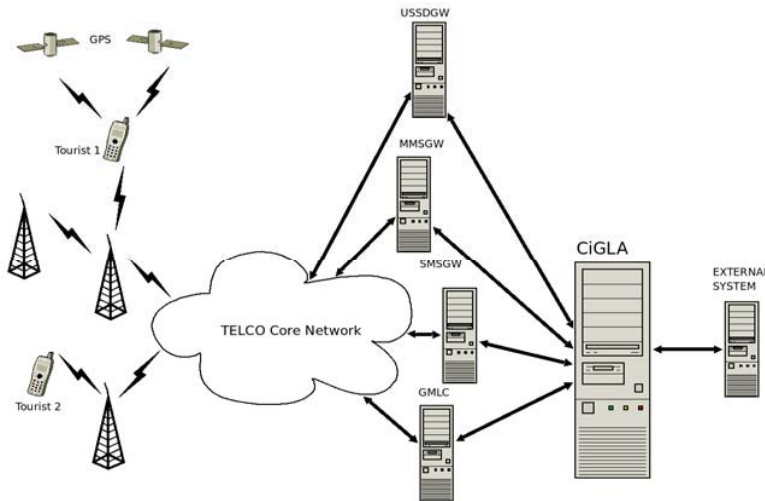 USSDGW
GPS
MMSGW
Tourist 1
CiGLA
SMSGW
EXTERNAL
SYSTEM
TELCO Core Network
GMLC
Tourist 2